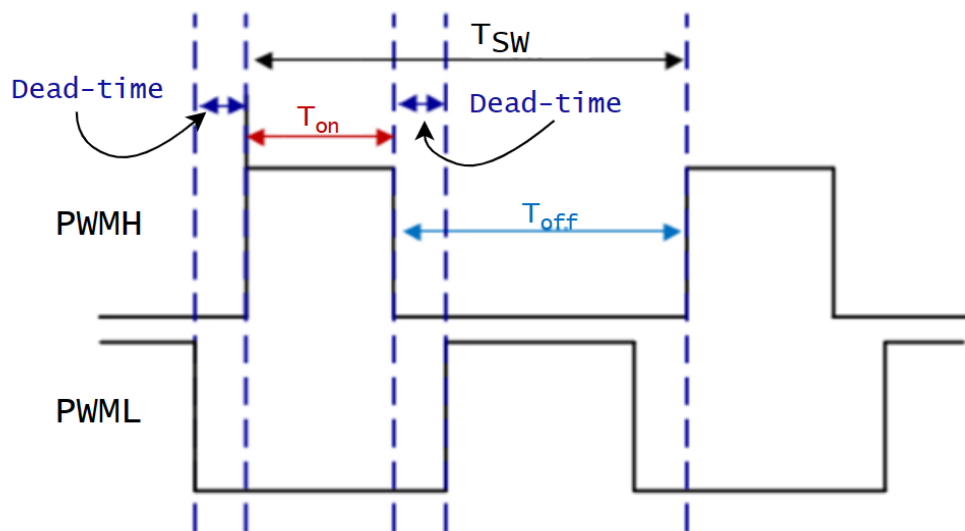 T_SW
Dead-time
Dead-time
T_on
PWMH
T_off
PWML